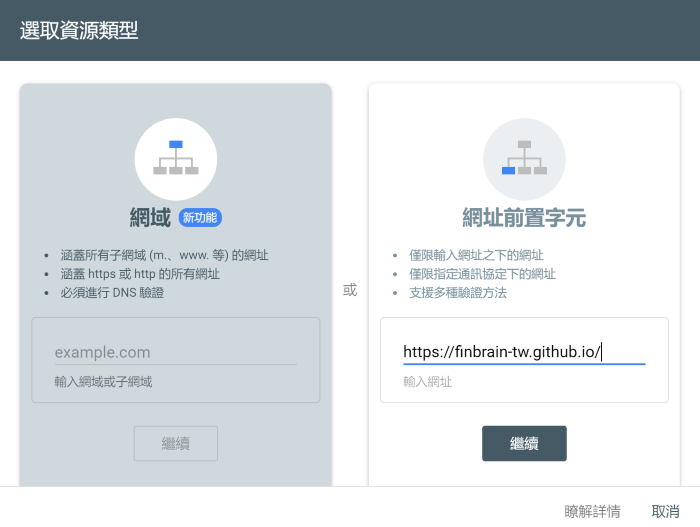 選取資源類型
網域 新功能
涵蓋所有子網域 (m.、www. 等) 的網址
涵蓋 https 或 http 的所有網址
必須進行 DNS 驗證
example.com
輸入網域或子網域
繼續
或
網址前置字元
僅限輸入網址之下的網址
僅限指定通訊協定下的網址
支援多種驗證方法
https://finbrain-tw.github.io/
輸入網址
繼續
瞭解詳情 取消